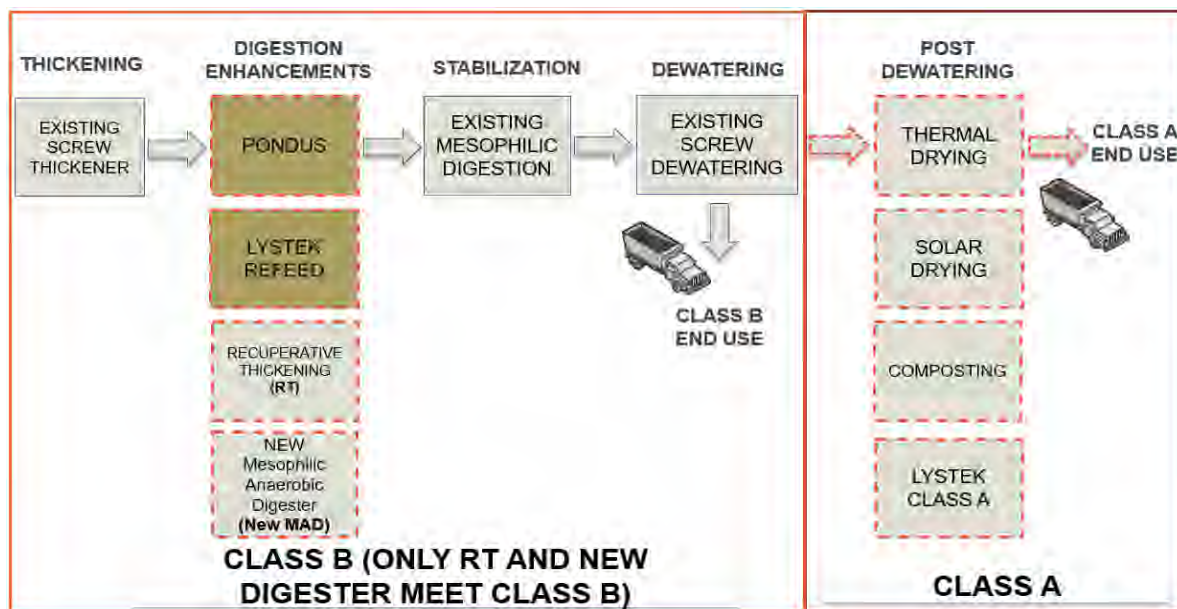 THICKENING
EXISTING
SCREW
THICKENER
DIGESTION
ENHANCEMENTS
PONDUS
LYSTEK
REFEED
RECUPERATIVE
THICKENING
(RT)
NEW
Mesophilic
Anaerobic
Digester
(New MAD)
STABILIZATION
EXISTING
MESOPHILIC
DIGESTION
DEWATERING
EXISTING
SCREW
DEWATERING
CLASS B
END USE
CLASS B (ONLY RT AND NEW
DIGESTER MEET CLASS B)
POST
DEWATERING
THERMAL
DRYING
SOLAR
DRYING
COMPOSTING
LYSTEK
CLASS A
CLASS A
END USE
CLASS A